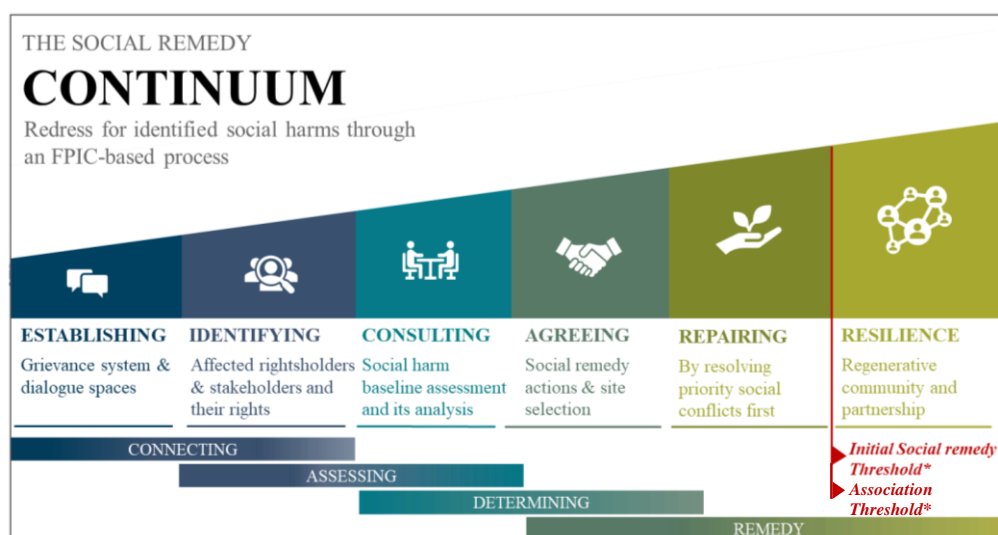 THE SOCIAL REMEDY
CONTINUUM
Redress for identified social harms through
an FPIC-based process
ESTABLISHING
Grievance system &
dialogue spaces
IDENTIFYING
Affected rightsholders
& stakeholders and
their rights
CONSULTING
Social harm
baseline assessment
and its analysis
AGREEING
Social remedy
actions & site
selection
REPAIRING
By resolving
priority social
conflicts first
RESILIENCE
Regenerative
community and
partnership
CONNECTING
ASSESSING
DETERMINING
REMEDY
Initial Social remedy
Threshold*
Association
Threshold*